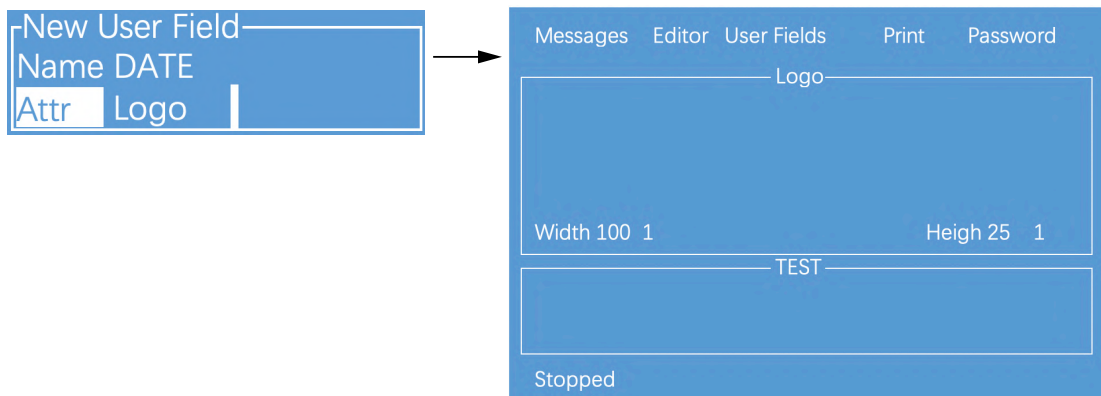 New User Field
Name DATE
Attr Logo
Messages Editor User Fields Print Password
Logo
Width 100 1 Heigh 25 1
TEST
Stopped